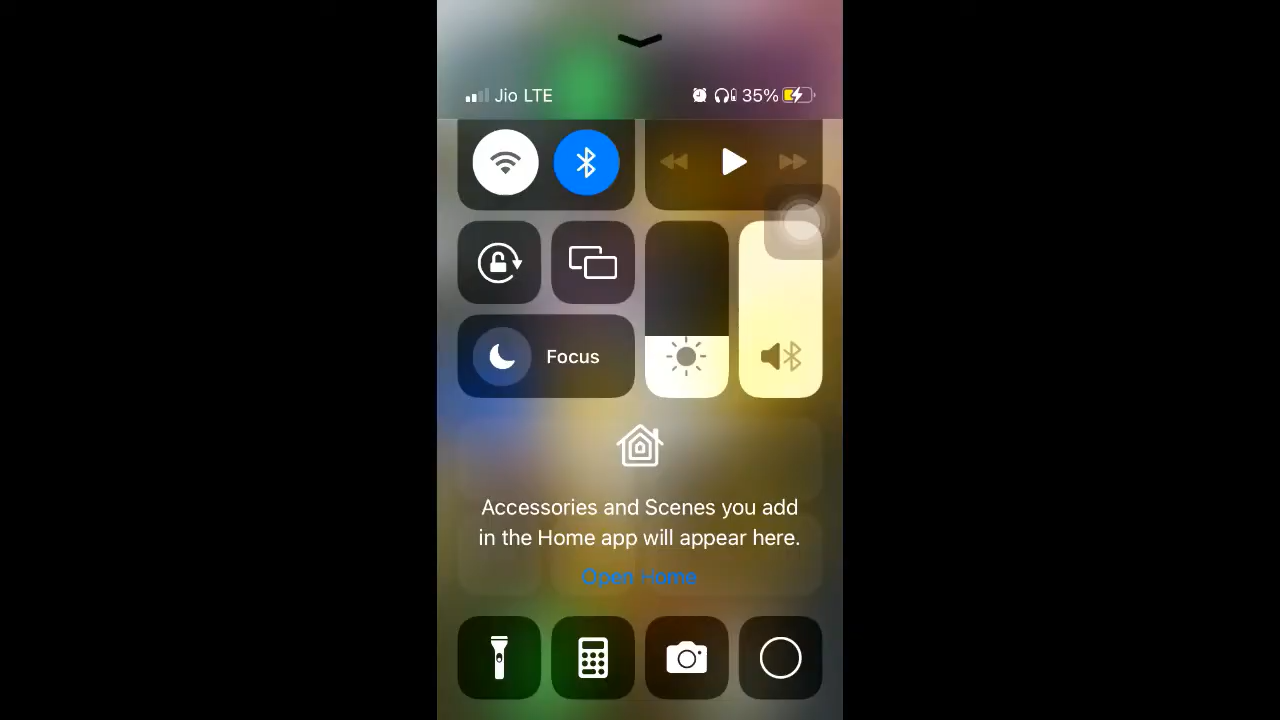 Jio LTE 35%
Focus
Accessories and Scenes you add
in the Home app will appear here.
Open Home